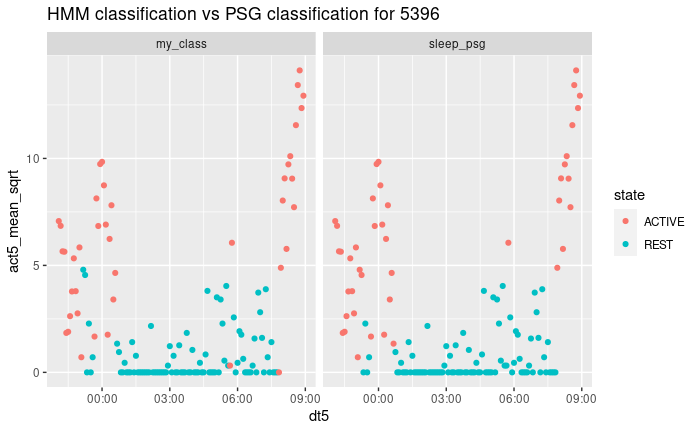 HMM classification vs PSG classification for 5396
my_class
sleep_psg
act5_mean_sqrt
10
5
0
00:00
03:00
06:00
09:00
00:00
03:00
06:00
09:00
dt5
state
ACTIVE
REST